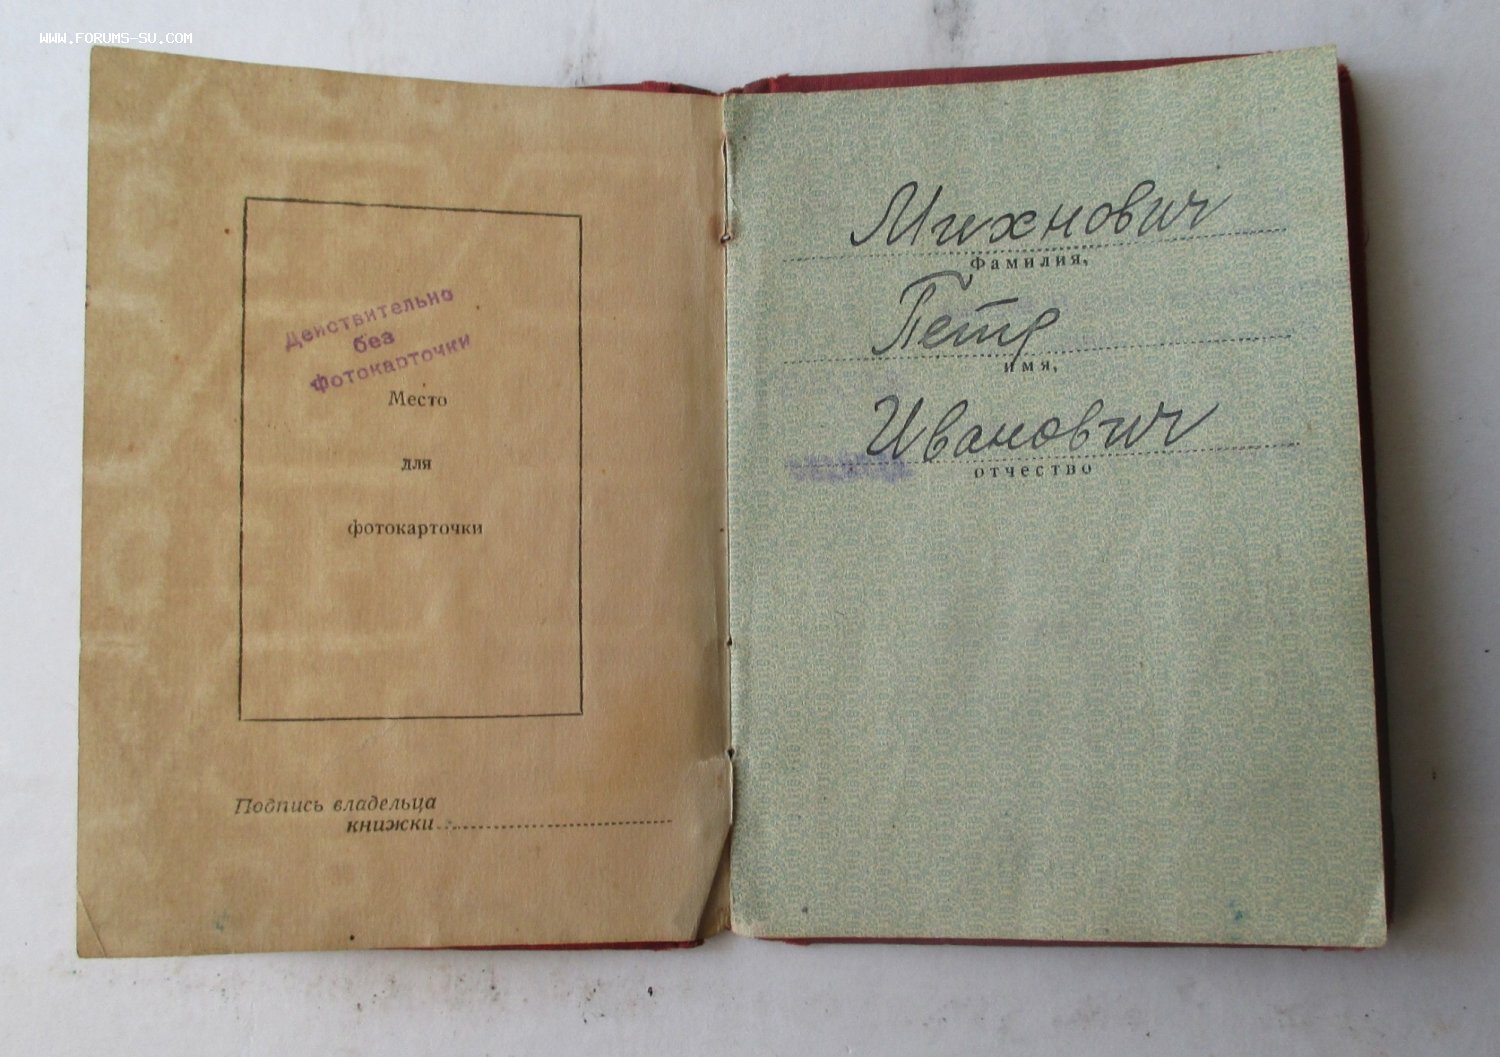 WWW.FORUMS-SU.COM
Действительно
без
фотокарточки
Место
для
фотокарточки
Подпись владельца
книжки
Михнович
Фамилия,
Петр
имя,
Иванович
отчество